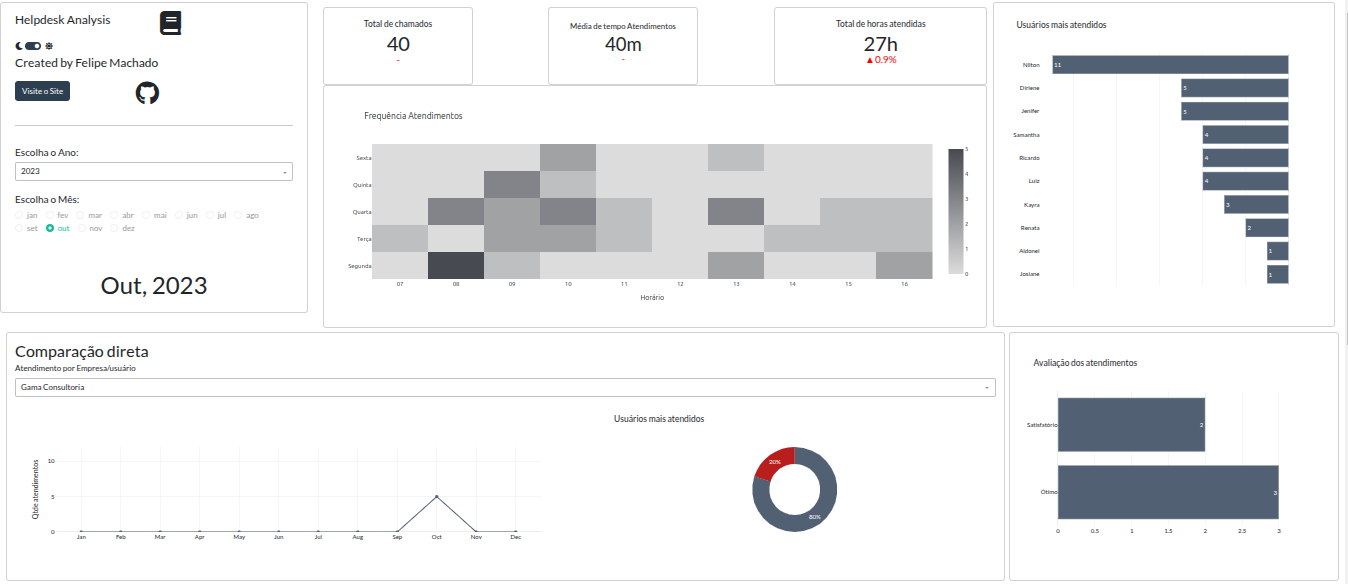 Helpdesk Analysis
Created by Felipe Machado
Visite o Site
Escolha o Ano:
2023
Escolha o Mês:
jan fev mar abr mai jun jul ago
set out nov dez
Out, 2023
Total de chamados
40
-
Média de tempo Atendimentos
40m
-
Total de horas atendidas
27h
▲0.9%
Frequência Atendimentos
Sexta
Quinta
Quarta
Terça
Segunda
07 08 09 10 11 12 13 14 15 16
Horário
5
4
3
2
1
0
Usuários mais atendidos
Nilton 11
Dirlene 5
Jenifer 5
Samantha 4
Ricardo 4
Luiz 4
Kayra 3
Renata 2
Aldonei 1
Josiane 1
Comparação direta
Atendimento por Empresa/usuário
Gama Consultoria
Qtde atendimentos
10
5
0
Jan Feb Mar Apr May Jun Jul Aug Sep Oct Nov Dec
Usuários mais atendidos
20%
80%
Avaliação dos atendimentos
Satisfatório 2
Ótimo 3
0 0.5 1 1.5 2 2.5 3